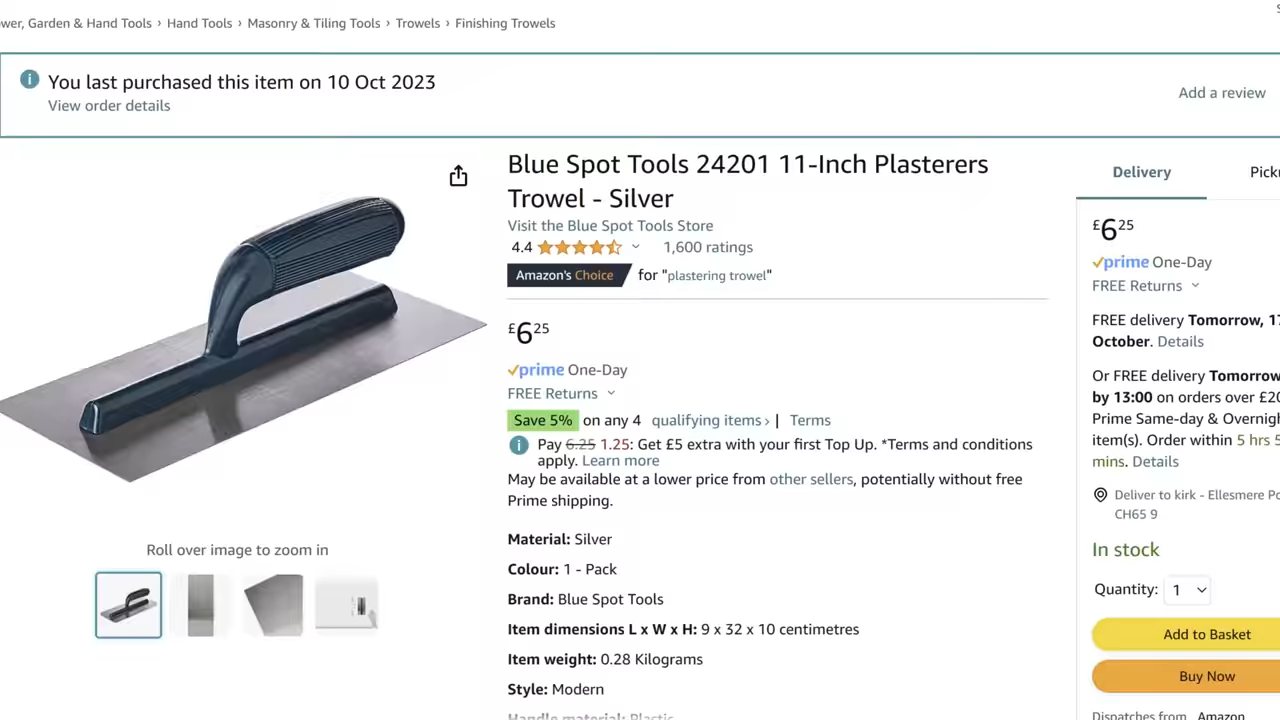 wer, Garden & Hand Tools › Hand Tools › Masonry & Tiling Tools › Trowels › Finishing Trowels
You last purchased this item on 10 Oct 2023
View order details
Add a review
Blue Spot Tools 24201 11-Inch Plasterers
Trowel - Silver
Visit the Blue Spot Tools Store
4.4
1,600 ratings
Amazon's Choice for "plastering trowel"
£6 25
prime One-Day
FREE Returns
Save 5% on any 4 qualifying items › | Terms
Pay 6.25 1.25: Get £5 extra with your first Top Up. *Terms and conditions
apply. Learn more
May be available at a lower price from other sellers, potentially without free
Prime shipping.
Material: Silver
Colour: 1 - Pack
Brand: Blue Spot Tools
Item dimensions L x W x H: 9 x 32 x 10 centimetres
Item weight: 0.28 Kilograms
Style: Modern
Handle material: Plastic
Roll over image to zoom in
Delivery
Pick
£6 25
prime One-Day
FREE Returns
FREE delivery Tomorrow, 17
October. Details
Or FREE delivery Tomorrow
by 13:00 on orders over £20
Prime Same-day & Overnigh
item(s). Order within 5 hrs 5
mins. Details
Deliver to kirk - Ellesmere Po
CH65 9
In stock
Quantity: 1
Add to Basket
Buy Now
Dispatches from Amazon